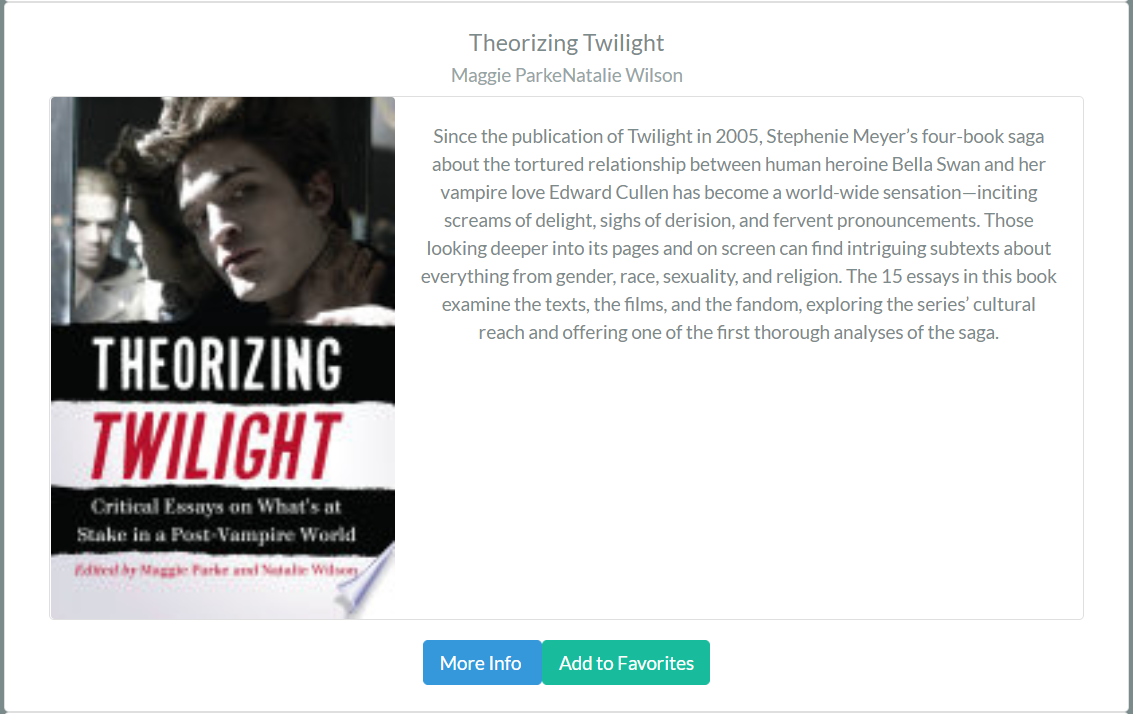 Theorizing Twilight
Maggie ParkeNatalie Wilson
THEORIZING
TWILIGHT
Critical Essays on What's at
Stake in a Post-Vampire World
Edited by Maggie Parke and Natalie Wilson
Since the publication of Twilight in 2005, Stephenie Meyer’s four-book saga
about the tortured relationship between human heroine Bella Swan and her
vampire love Edward Cullen has become a world-wide sensation—inciting
screams of delight, sighs of derision, and fervent pronouncements. Those
looking deeper into its pages and on screen can find intriguing subtexts about
everything from gender, race, sexuality, and religion. The 15 essays in this book
examine the texts, the films, and the fandom, exploring the series’ cultural
reach and offering one of the first thorough analyses of the saga.
More Info
Add to Favorites